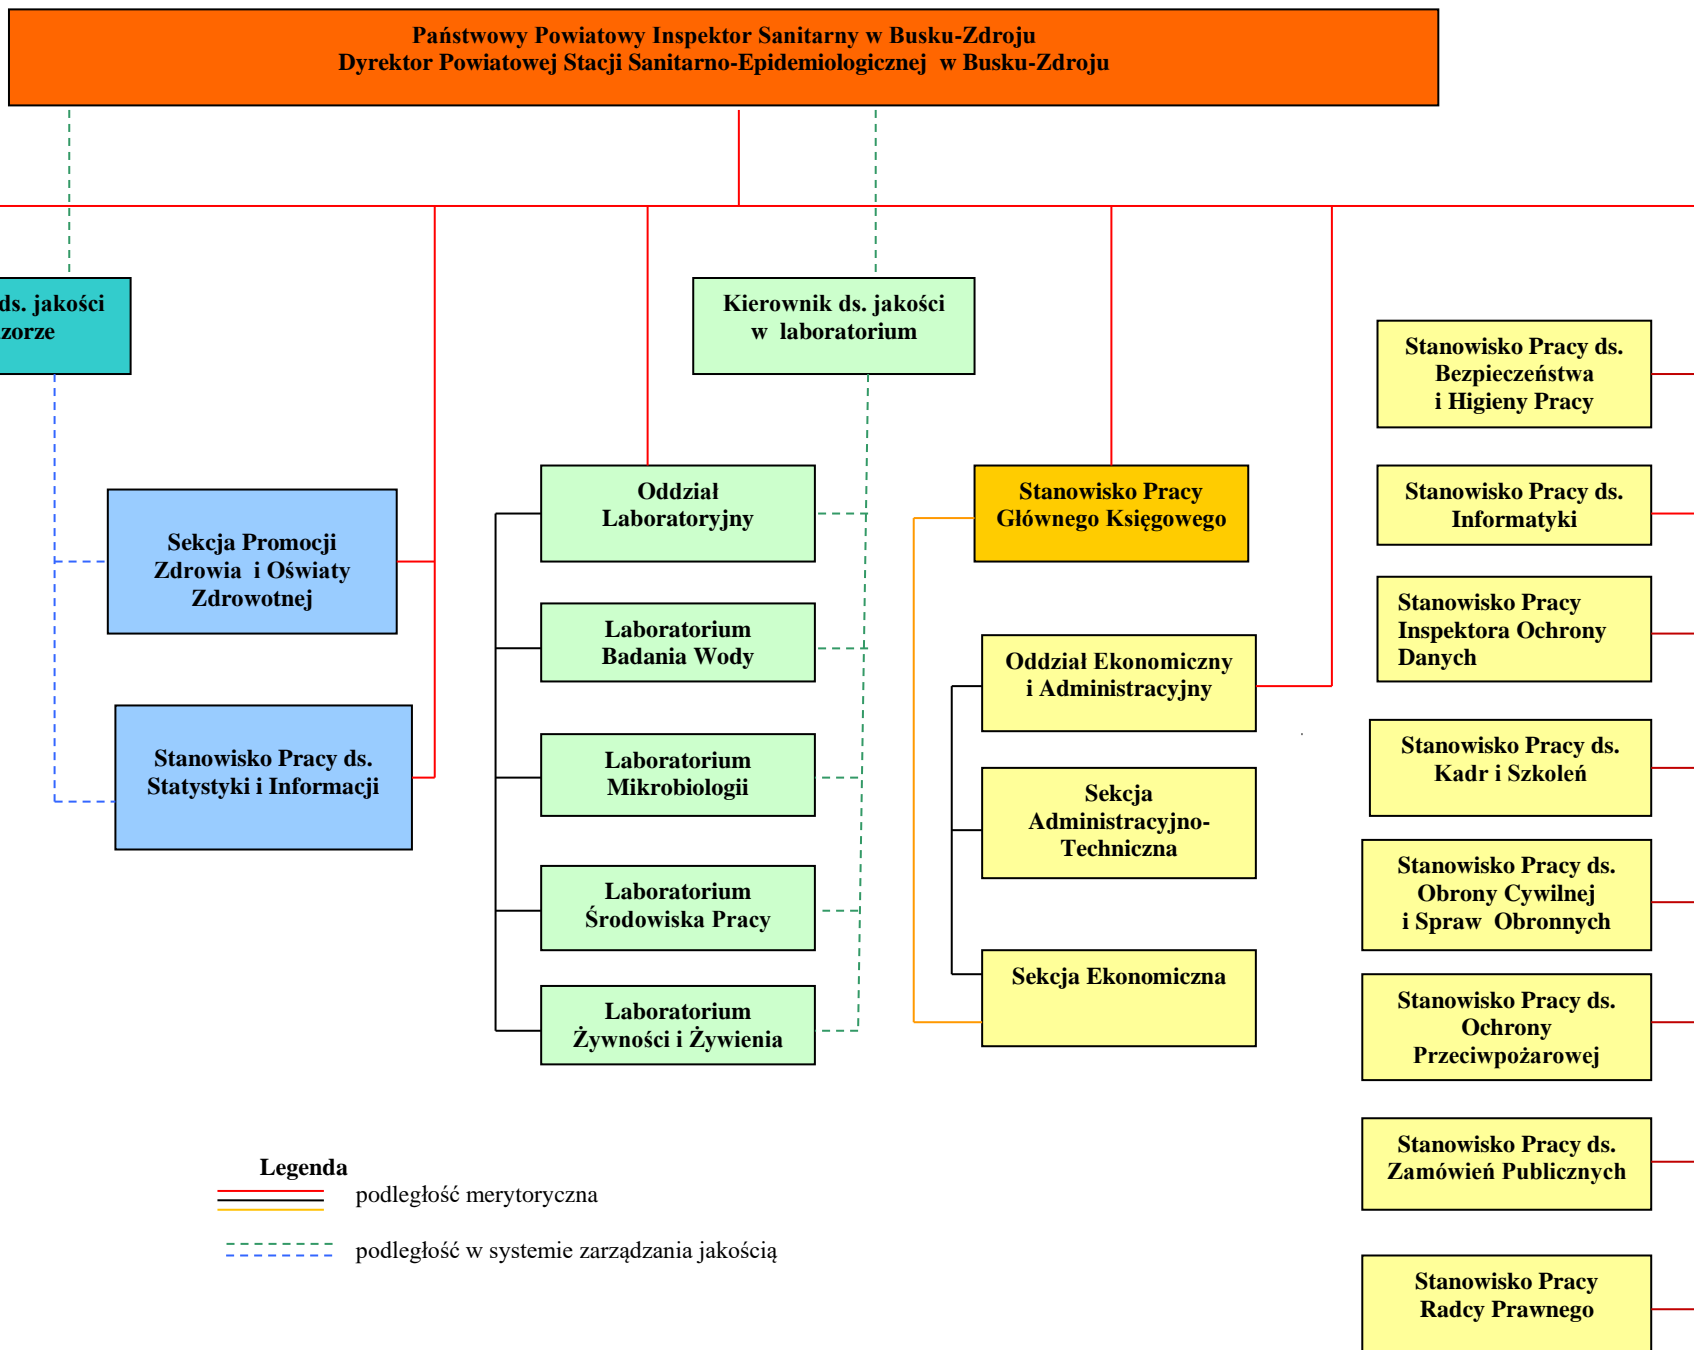 Państwowy Powiatowy Inspektor Sanitarny w Busku-Zdroju
Dyrektor Powiatowej Stacji Sanitarno-Epidemiologicznej w Busku-Zdroju
ds. jakości
zorze
Kierownik ds. jakości
w laboratorium
Sekcja Promocji
Zdrowia i Oświaty
Zdrowotnej
Stanowisko Pracy ds.
Statystyki i Informacji
Oddział
Laboratoryjny
Laboratorium
Badania Wody
Laboratorium
Mikrobiologii
Laboratorium
Środowiska Pracy
Laboratorium
Żywności i Żywienia
Stanowisko Pracy
Głównego Księgowego
Oddział Ekonomiczny
i Administracyjny
Sekcja
Administracyjno-
Techniczna
Sekcja Ekonomiczna
Stanowisko Pracy ds.
Bezpieczeństwa
i Higieny Pracy
Stanowisko Pracy ds.
Informatyki
Stanowisko Pracy
Inspektora Ochrony
Danych
Stanowisko Pracy ds.
Kadr i Szkoleń
Stanowisko Pracy ds.
Obrony Cywilnej
i Spraw Obronnych
Stanowisko Pracy ds.
Ochrony
Przeciwpożarowej
Stanowisko Pracy ds.
Zamówień Publicznych
Stanowisko Pracy
Radcy Prawnego
Legenda
podległość merytoryczna
podległość w systemie zarządzania jakością